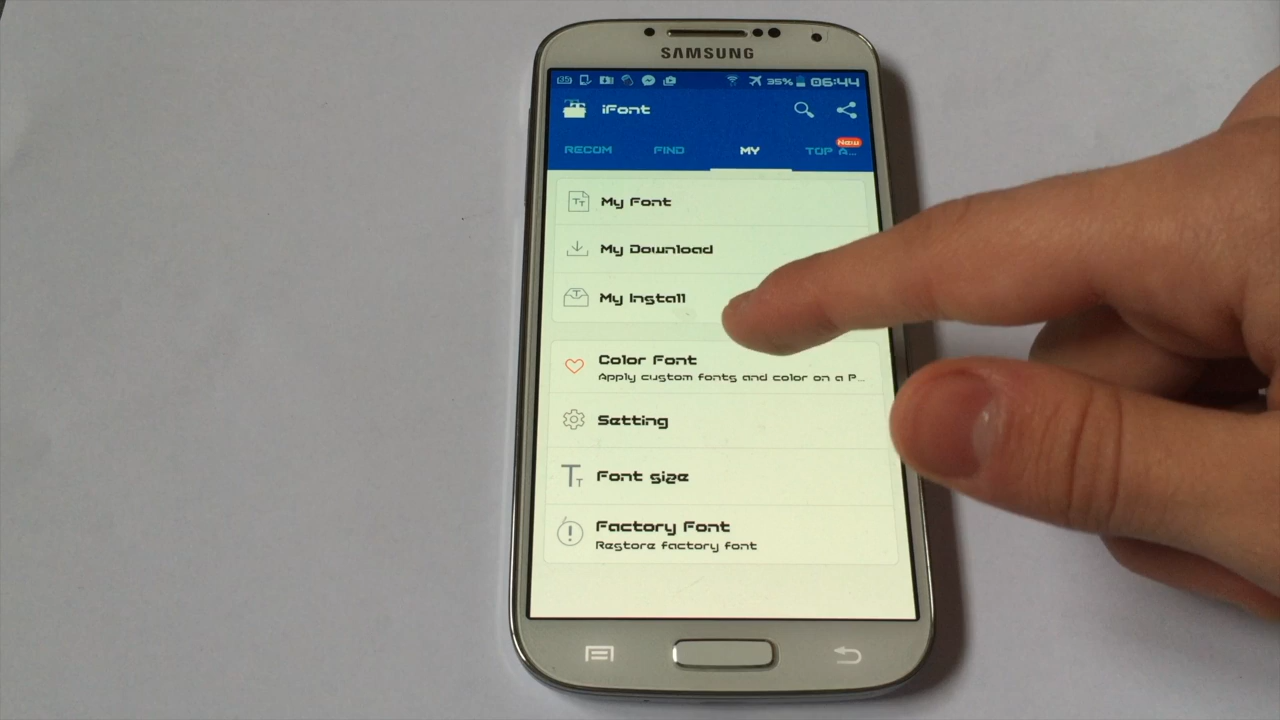 SAMSUNG
35% 06:44
iFont
RECOM FIND MY TOP A...
New
My Font
My Download
My Install
Color Font
Apply custom fonts and color on a P...
Setting
Font size
Factory Font
Restore factory font